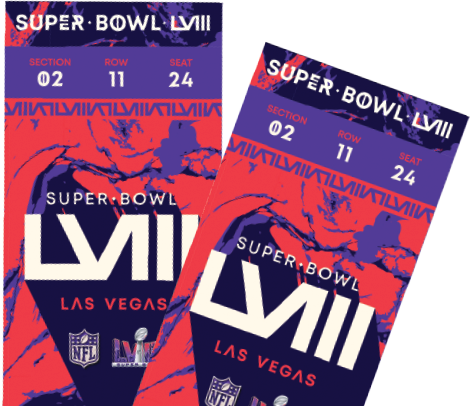 SUPER·BOWL·LVIII
SECTION ROW SEAT
02 11 24
SUPER·BOWL
LVIII
LAS VEGAS
NFL LVIII
SUPER·BOWL·LVIII
SECTION ROW SEAT
02 11 24
SUPER·BOWL
LVIII
LAS VEGAS
NFL